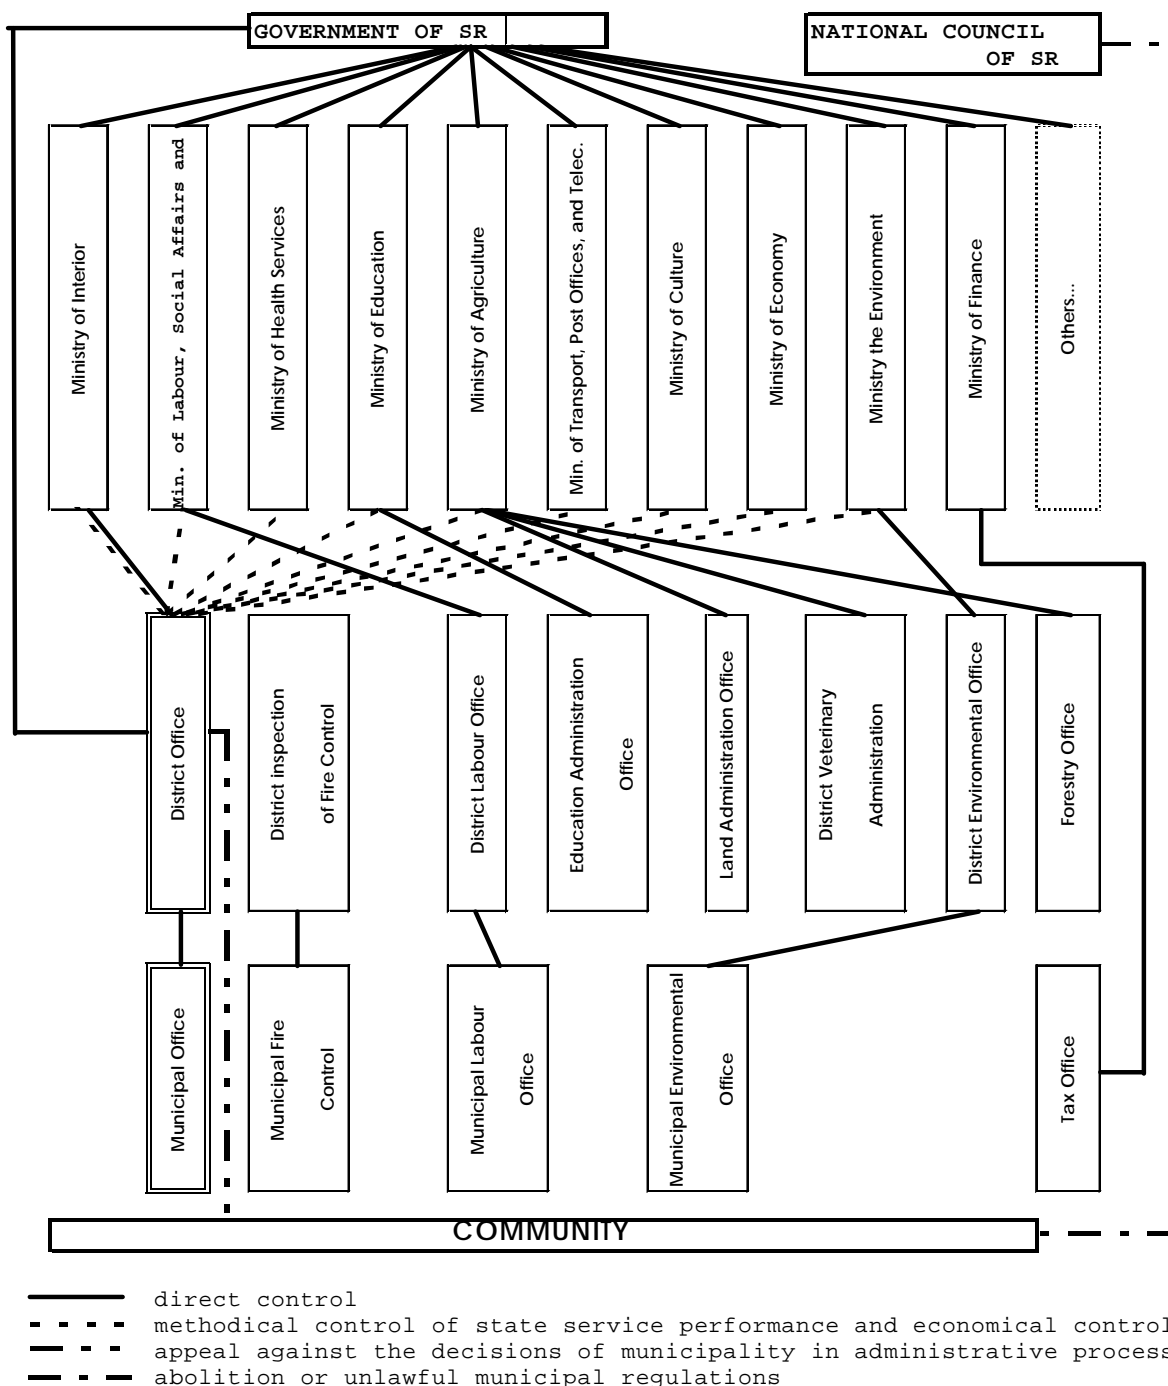 GOVERNMENT OF SR
NATIONAL COUNCIL
OF SR
Ministry of Interior
Min. of Labour, Social Affairs and
Ministry of Health Services
Ministry of Education
Ministry of Agriculture
Min. of Transport, Post Offices, and Telec.
Ministry of Culture
Ministry of Economy
Ministry the Environment
Ministry of Finance
Others...
District Office
District inspection
of Fire Control
District Labour Office
Education Administration
Office
Land Administration Office
District Veterinary
Administration
District Environmental Office
Forestry Office
Municipal Office
Municipal Fire
Control
Municipal Labour
Office
Municipal Environmental
Office
Tax Office
COMMUNITY
direct control
methodical control of state service performance and economical control
appeal against the decisions of municipality in administrative process
abolition or unlawful municipal regulations